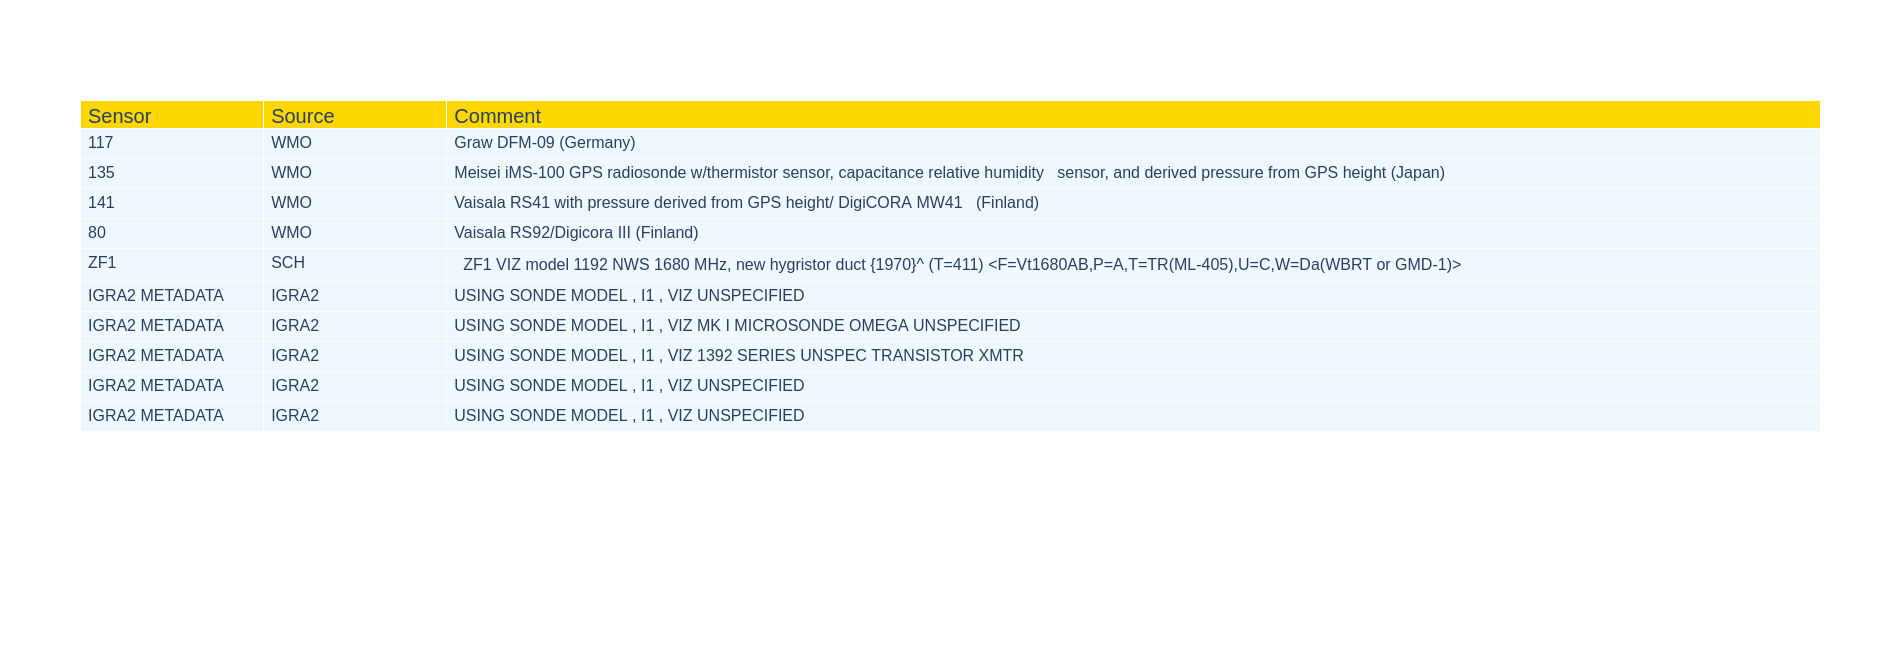 Sensor Source Comment
117 WMO Graw DFM-09 (Germany)
135 WMO Meisei iMS-100 GPS radiosonde w/thermistor sensor, capacitance relative humidity   sensor, and derived pressure from GPS height (Japan)
141 WMO Vaisala RS41 with pressure derived from GPS height/ DigiCORA MW41   (Finland)
80 WMO Vaisala RS92/Digicora III (Finland)
ZF1 SCH ZF1 VIZ model 1192 NWS 1680 MHz, new hygristor duct {1970}^ (T=411) <F=Vt1680AB,P=A,T=TR(ML-405),U=C,W=Da(WBRT or GMD-1)>
IGRA2 METADATA IGRA2 USING SONDE MODEL , I1 , VIZ UNSPECIFIED
IGRA2 METADATA IGRA2 USING SONDE MODEL , I1 , VIZ MK I MICROSONDE OMEGA UNSPECIFIED
IGRA2 METADATA IGRA2 USING SONDE MODEL , I1 , VIZ 1392 SERIES UNSPEC TRANSISTOR XMTR
IGRA2 METADATA IGRA2 USING SONDE MODEL , I1 , VIZ UNSPECIFIED
IGRA2 METADATA IGRA2 USING SONDE MODEL , I1 , VIZ UNSPECIFIED